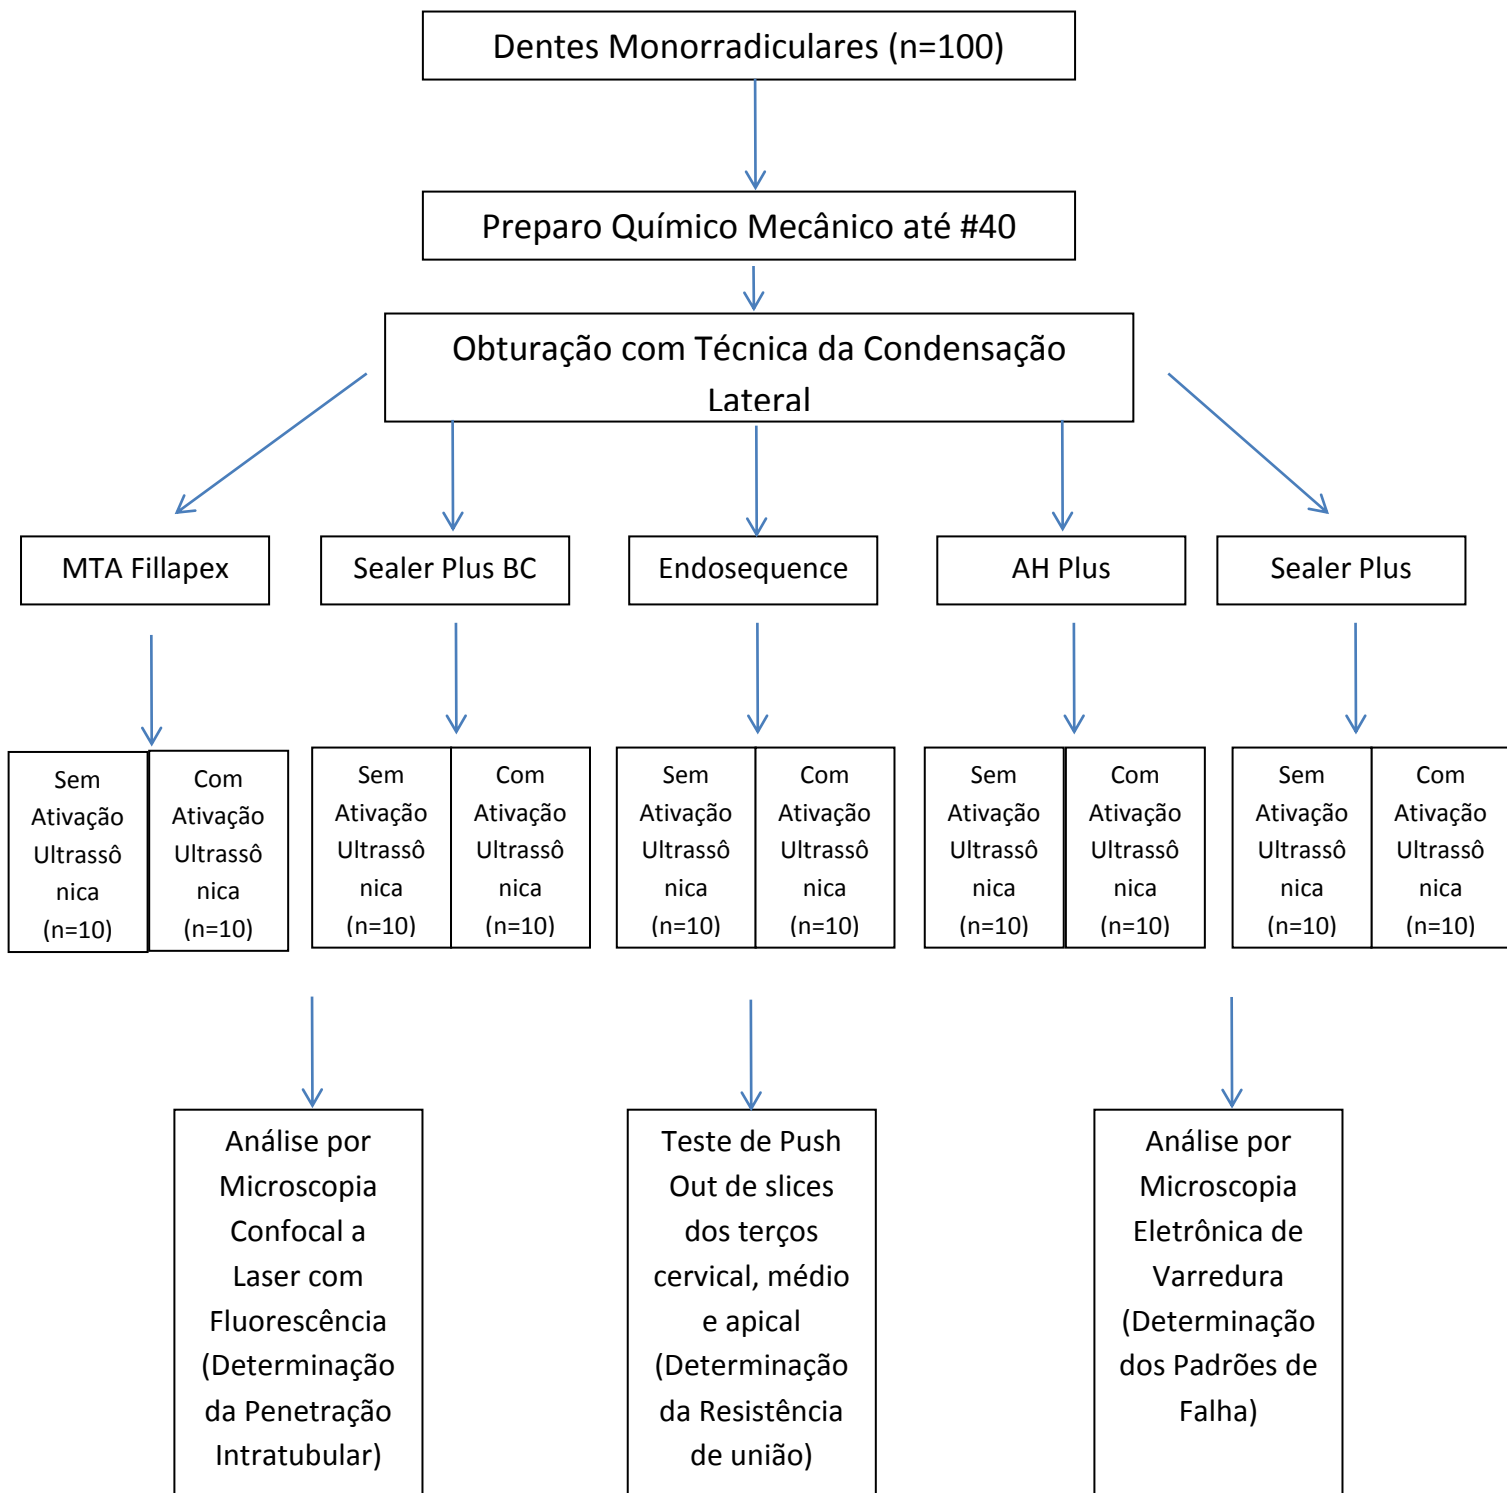 Dentes Monorradiculares (n=100)
Preparo Químico Mecânico até #40
Obturação com Técnica da Condensação
Lateral
MTA Fillapex
Sealer Plus BC
Endosequence
AH Plus
Sealer Plus
Sem
Ativação
Ultrassô
nica
(n=10)
Com
Ativação
Ultrassô
nica
(n=10)
Sem
Ativação
Ultrassô
nica
(n=10)
Com
Ativação
Ultrassô
nica
(n=10)
Sem
Ativação
Ultrassô
nica
(n=10)
Com
Ativação
Ultrassô
nica
(n=10)
Sem
Ativação
Ultrassô
nica
(n=10)
Com
Ativação
Ultrassô
nica
(n=10)
Sem
Ativação
Ultrassô
nica
(n=10)
Com
Ativação
Ultrassô
nica
(n=10)
Análise por
Microscopia
Confocal a
Laser com
Fluorescência
(Determinação
da Penetração
Intratubular)
Teste de Push
Out de slices
dos terços
cervical, médio
e apical
(Determinação
da Resistência
de união)
Análise por
Microscopia
Eletrônica de
Varredura
(Determinação
dos Padrões de
Falha)